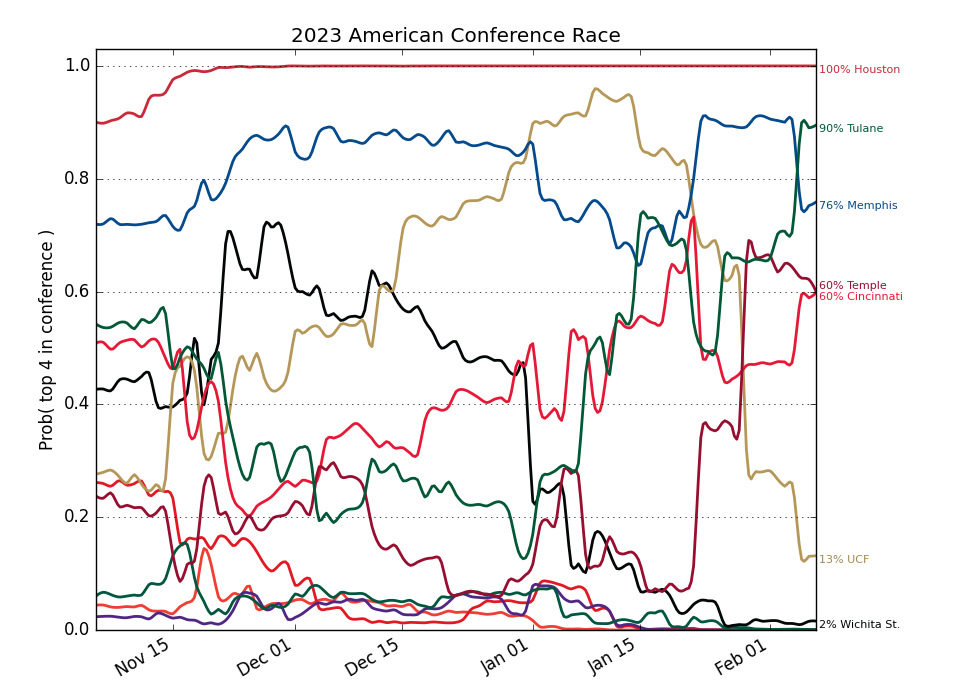 2023 American Conference Race
Prob( top 4 in conference )
1.0
0.8
0.6
0.4
0.2
0.0
Nov 15
Dec 01
Dec 15
Jan 01
Jan 15
Feb 01
100% Houston
90% Tulane
76% Memphis
60% Temple
60% Cincinnati
13% UCF
2% Wichita St.